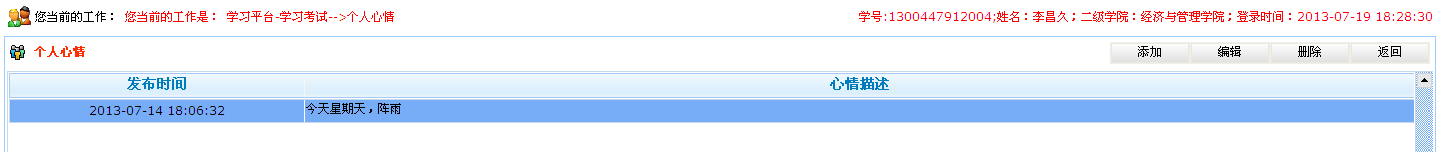 您当前的工作： 您当前的工作是： 学习平台-学习考试-->个人心情 学号:1300447912004;姓名：李昌久；二级学院：经济与管理学院；登录时间：2013-07-19 18:28:30
个人心情 添加 编辑 删除 返回
发布时间 心情描述
2013-07-14 18:06:32 今天星期天，阵雨